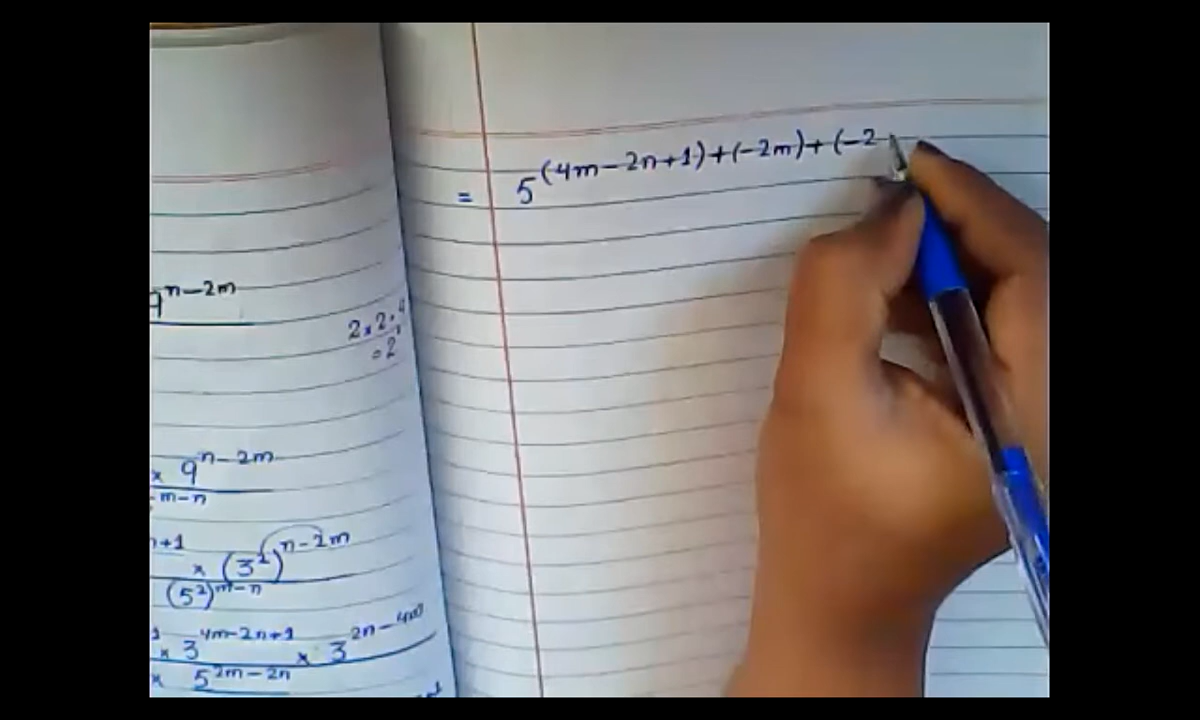 = 5^(4m-2n+1)+(-2m)+(-2
9^n-2m
2×2
=2
× 9^n-2m
m-n
n+1 × (3²)^n-2m
(5²)^m-n
× 3^4m-2n+1 × 3^2n-4m
× 5^2m-2n